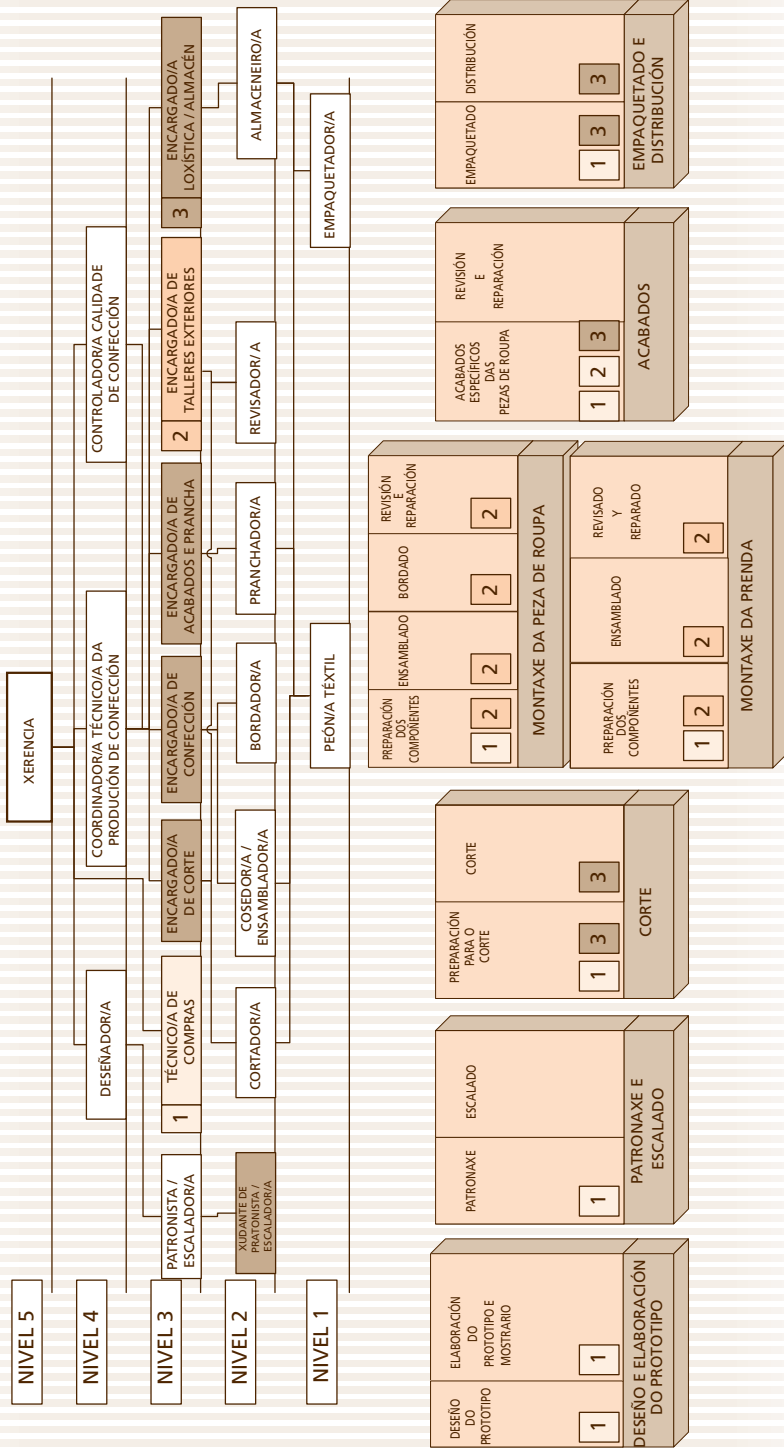 NIVEL 5
XERENCIA
NIVEL 4
DESEÑADOR/A
COORDINADOR/A TÉCNICO/A DA
PRODUCIÓN DE CONFECCIÓN
CONTROLADOR/A CALIDADE
DE CONFECCIÓN
NIVEL 3
PATRONISTA /
ESCALADOR/A
1
TÉCNICO/A DE
COMPRAS
ENCARGADO/A
DE CORTE
ENCARGADO/A DE
CONFECCIÓN
ENCARGADO/A DE
ACABADOS E PRANCHA
2
ENCARGADO/A DE
TALLERES EXTERIORES
3
ENCARGADO/A
LOXÍSTICA / ALMACÉN
NIVEL 2
XUDANTE DE
PRATONISTA /
ESCALADOR/A
CORTADOR/A
COSEDOR/A /
ENSAMBLADOR/A
BORDADOR/A
PRANCHADOR/A
REVISADOR/ A
ALMACENEIRO/A
NIVEL 1
PEÓN/A TÉXTIL
EMPAQUETADOR/A
DESEÑO
DO
PROTOTIPO
1
ELABORACIÓN
DO
PROTOTIPO E
MOSTRARIO
1
DESEÑO E ELABORACIÓN
DO PROTOTIPO
PATRONAXE
1
ESCALADO
PATRONAXE E
ESCALADO
PREPARACIÓN
PARA O
CORTE
1 3
CORTE
3
CORTE
PREPARACIÓN
DOS
COMPOÑENTES
1 2
ENSAMBLADO
2
BORDADO
2
REVISIÓN
E
REPARACIÓN
2
MONTAXE DA PEZA DE ROUPA
PREPARACIÓN
DOS
COMPOÑENTES
1 2
ENSAMBLADO
2
REVISADO
Y
REPARADO
2
MONTAXE DA PRENDA
ACABADOS
ESPECÍFICOS
DAS
PEZAS DE ROUPA
1 2 3
REVISIÓN
E
REPARACIÓN
ACABADOS
EMPAQUETADO
1 3
DISTRIBUCIÓN
3
EMPAQUETADO E
DISTRIBUCIÓN